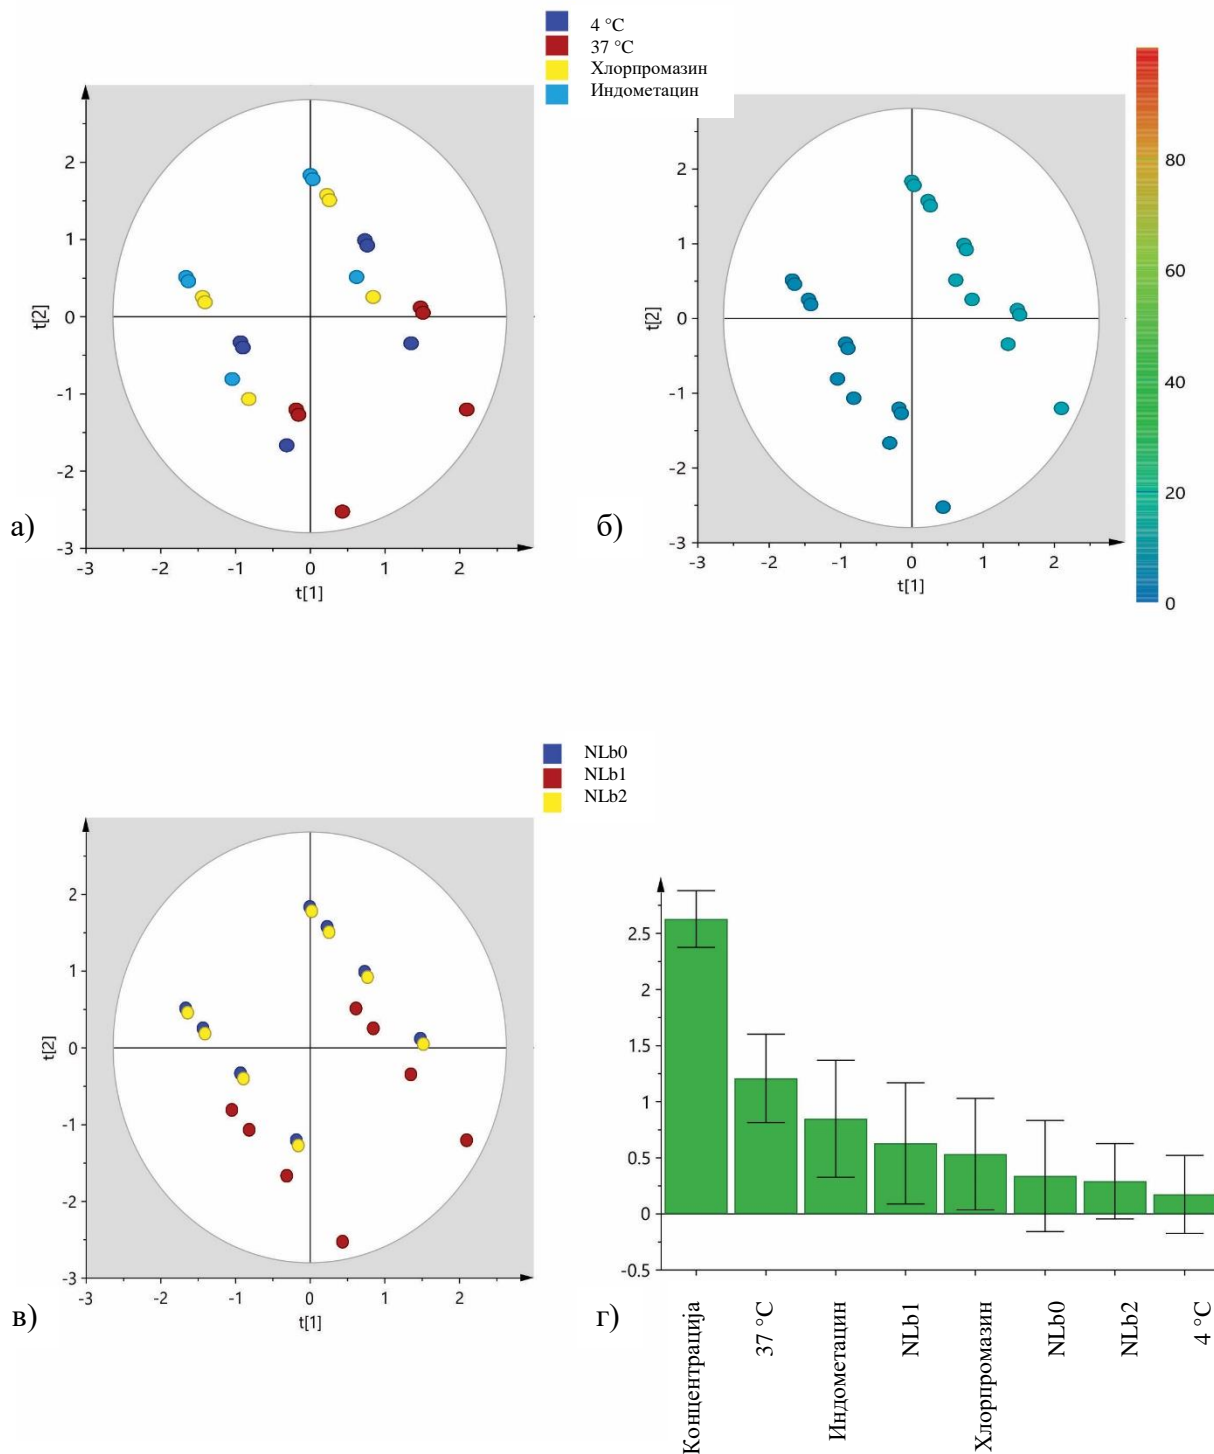 4 °C
37 °C
Хлорпромазин
Индометацин
2
1
0
-1
-2
-3
t[2]
-3
-2
-1
0
1
2
t[1]
а)
2
1
0
-1
-2
-3
-3
-2
-1
0
1
2
t[1]
б)
80
60
40
20
0
NLb0
NLb1
NLb2
2
1
0
-1
-2
-3
t[2]
-3
-2
-1
0
1
2
t[1]
в)
2.5
2
1.5
1
0.5
0
-0.5
г)
Концентрација
37 °C
Индометацин
NLb1
Хлорпромазин
NLb0
NLb2
4 °C